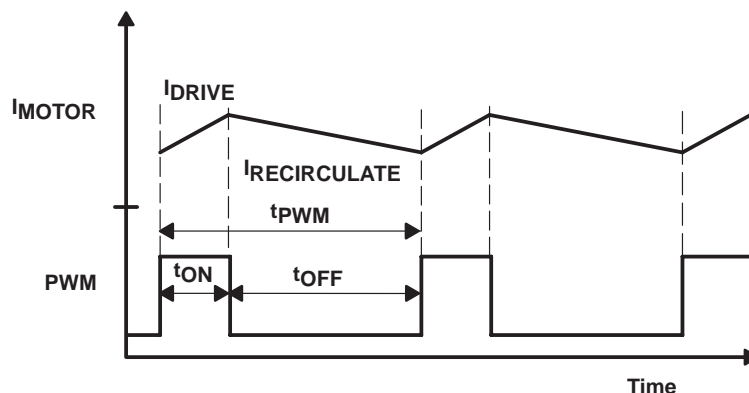 IDRIVE
IMOTOR
IRECIRCULATE
tPWM
PWM
tON
tOFF
Time